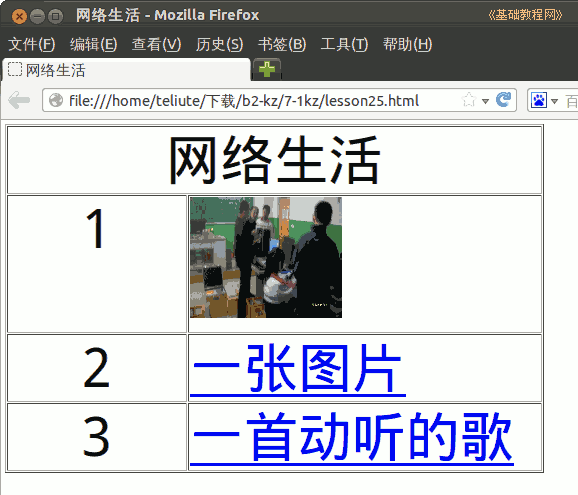 网络生活 - Mozilla Firefox
《基础教程网》
文件(F) 编辑(E) 查看(V) 历史(S) 书签(B) 工具(T) 帮助(H)
网络生活
file:///home/teliute/下载/b2-kz/7-1kz/lesson25.html
网络生活
1
2 一张图片
3 一首动听的歌